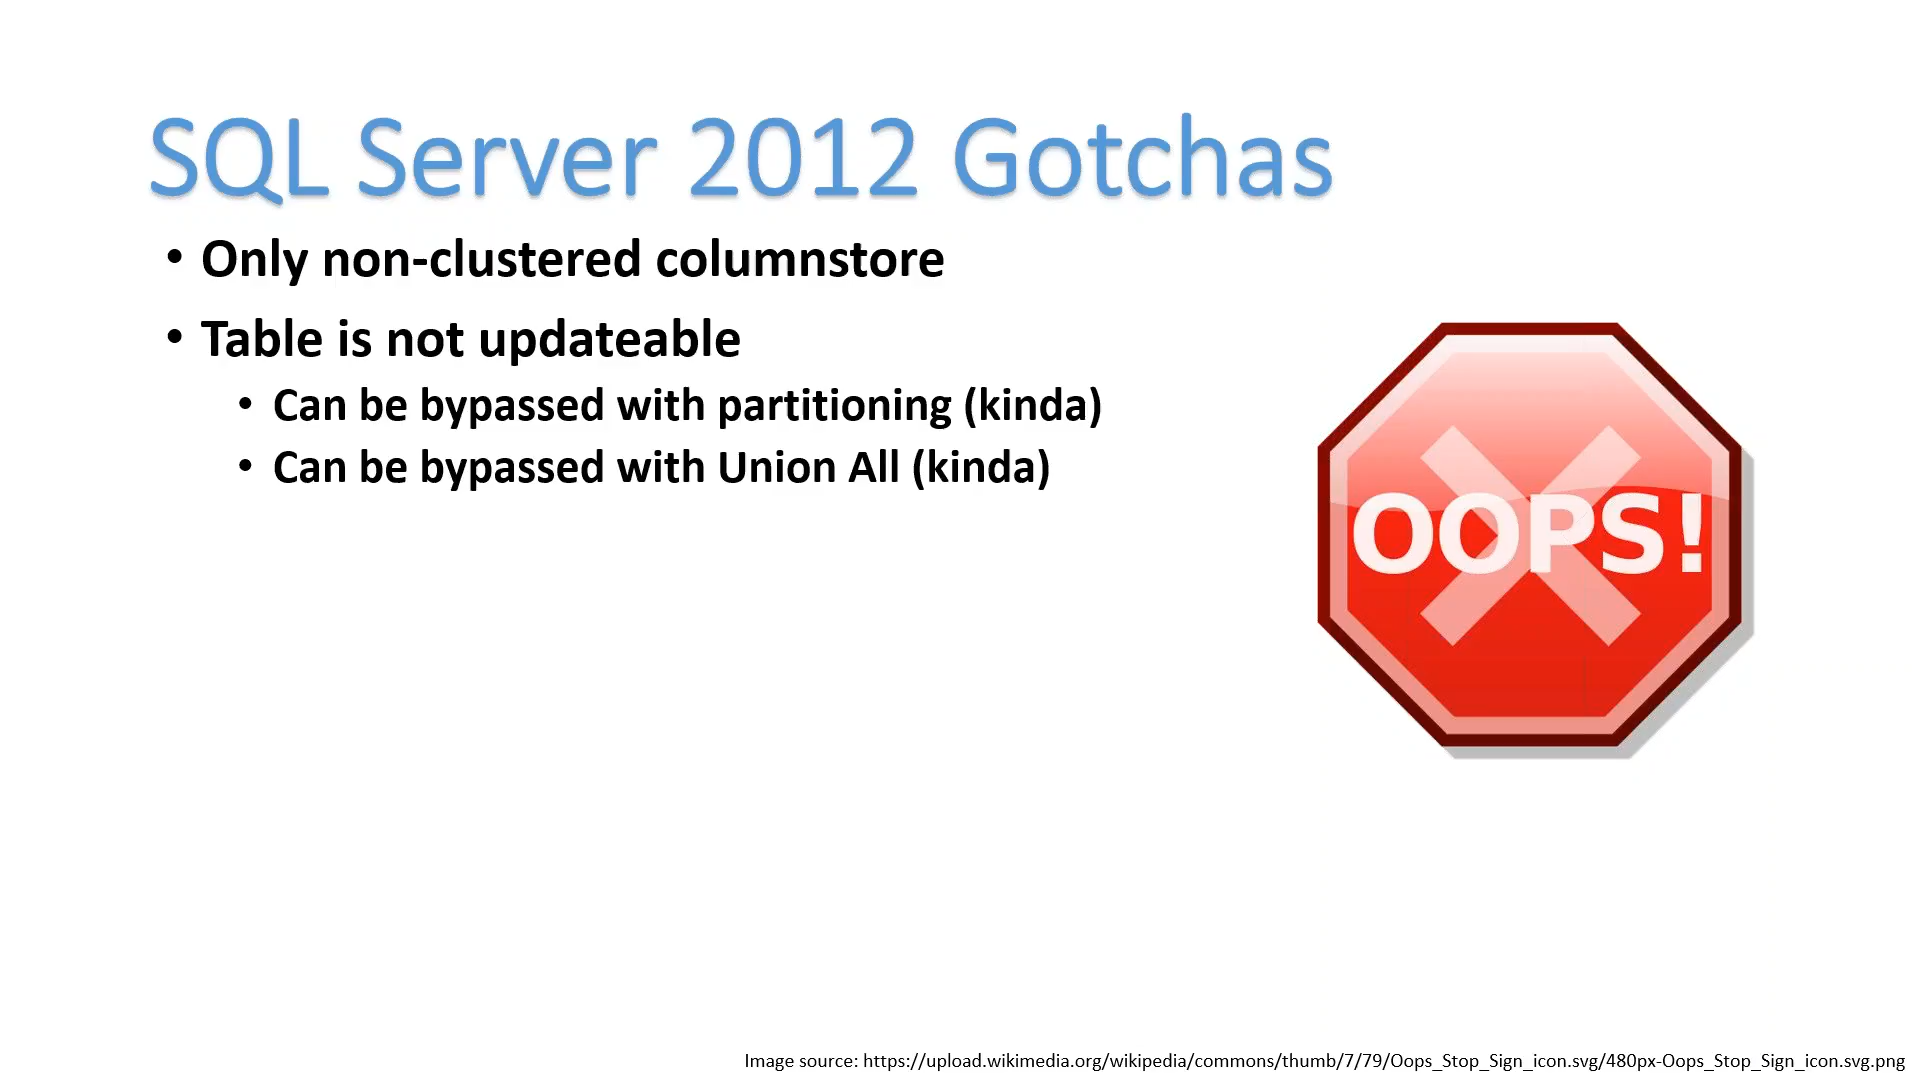 SQL Server 2012 Gotchas
• Only non-clustered columnstore
• Table is not updateable
• Can be bypassed with partitioning (kinda)
• Can be bypassed with Union All (kinda)
OOPS!
Image source: https://upload.wikimedia.org/wikipedia/commons/thumb/7/79/Oops_Stop_Sign_icon.svg/480px-Oops_Stop_Sign_icon.svg.png